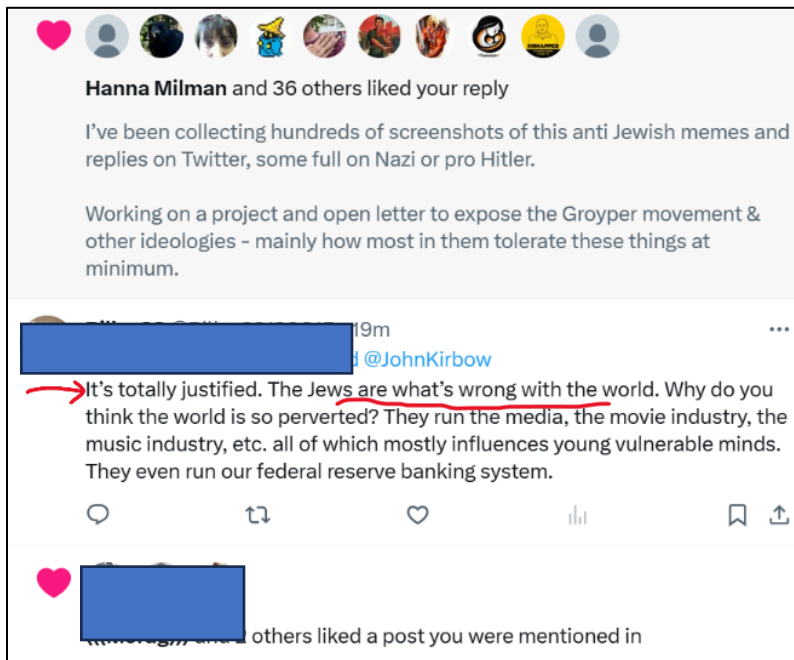 Hanna Milman and 36 others liked your reply
I've been collecting hundreds of screenshots of this anti Jewish memes and
replies on Twitter, some full on Nazi or pro Hitler.
Working on a project and open letter to expose the Groyper movement &
other ideologies - mainly how most in them tolerate these things at
minimum.
19m
@JohnKirbow
It's totally justified. The Jews are what's wrong with the world. Why do you
think the world is so perverted? They run the media, the movie industry, the
music industry, etc. all of which mostly influences young vulnerable minds.
They even run our federal reserve banking system.
others liked a post you were mentioned in